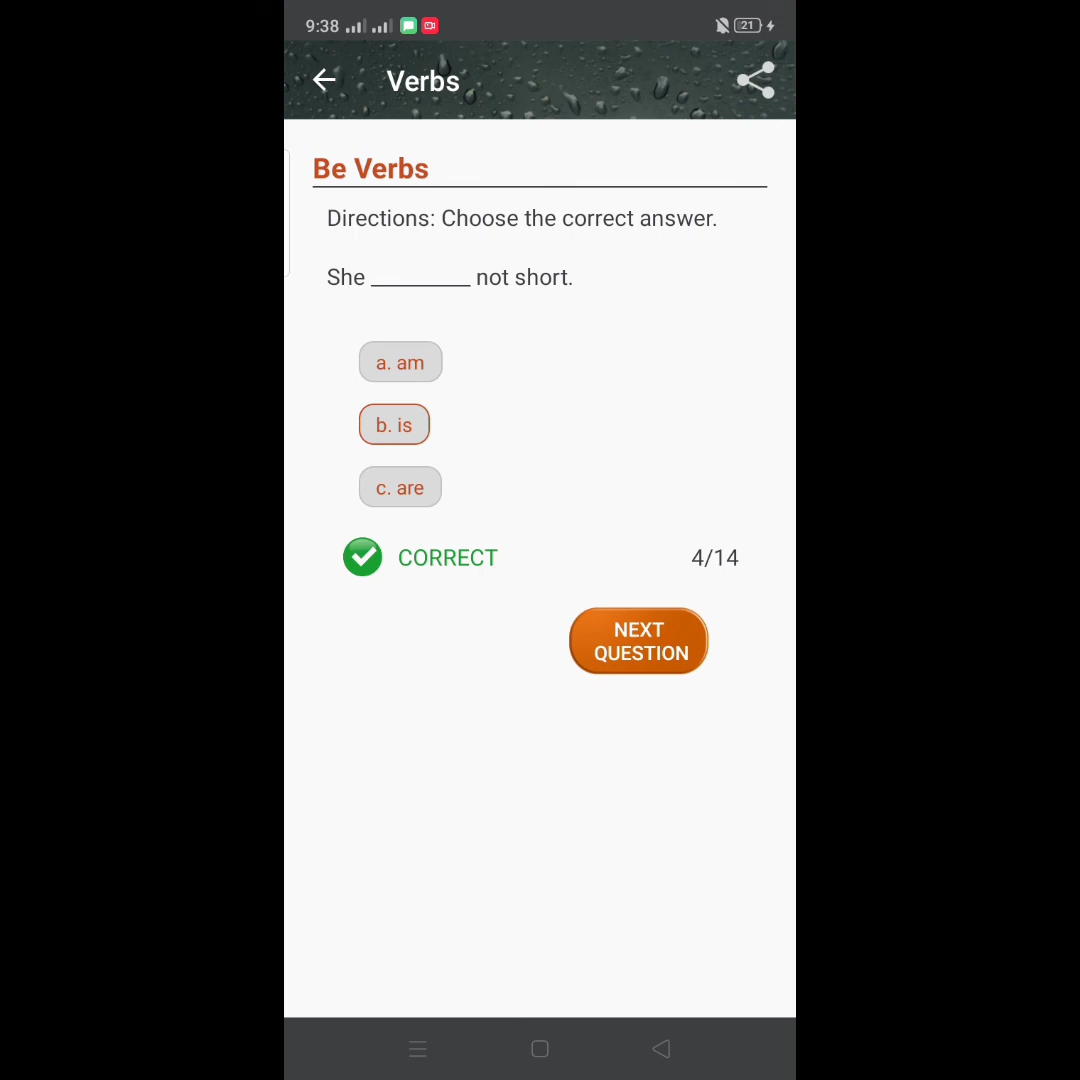 9:38
21
Verbs
Be Verbs
Directions: Choose the correct answer.
She _________ not short.
a. am
b. is
c. are
CORRECT
4/14
NEXT
QUESTION